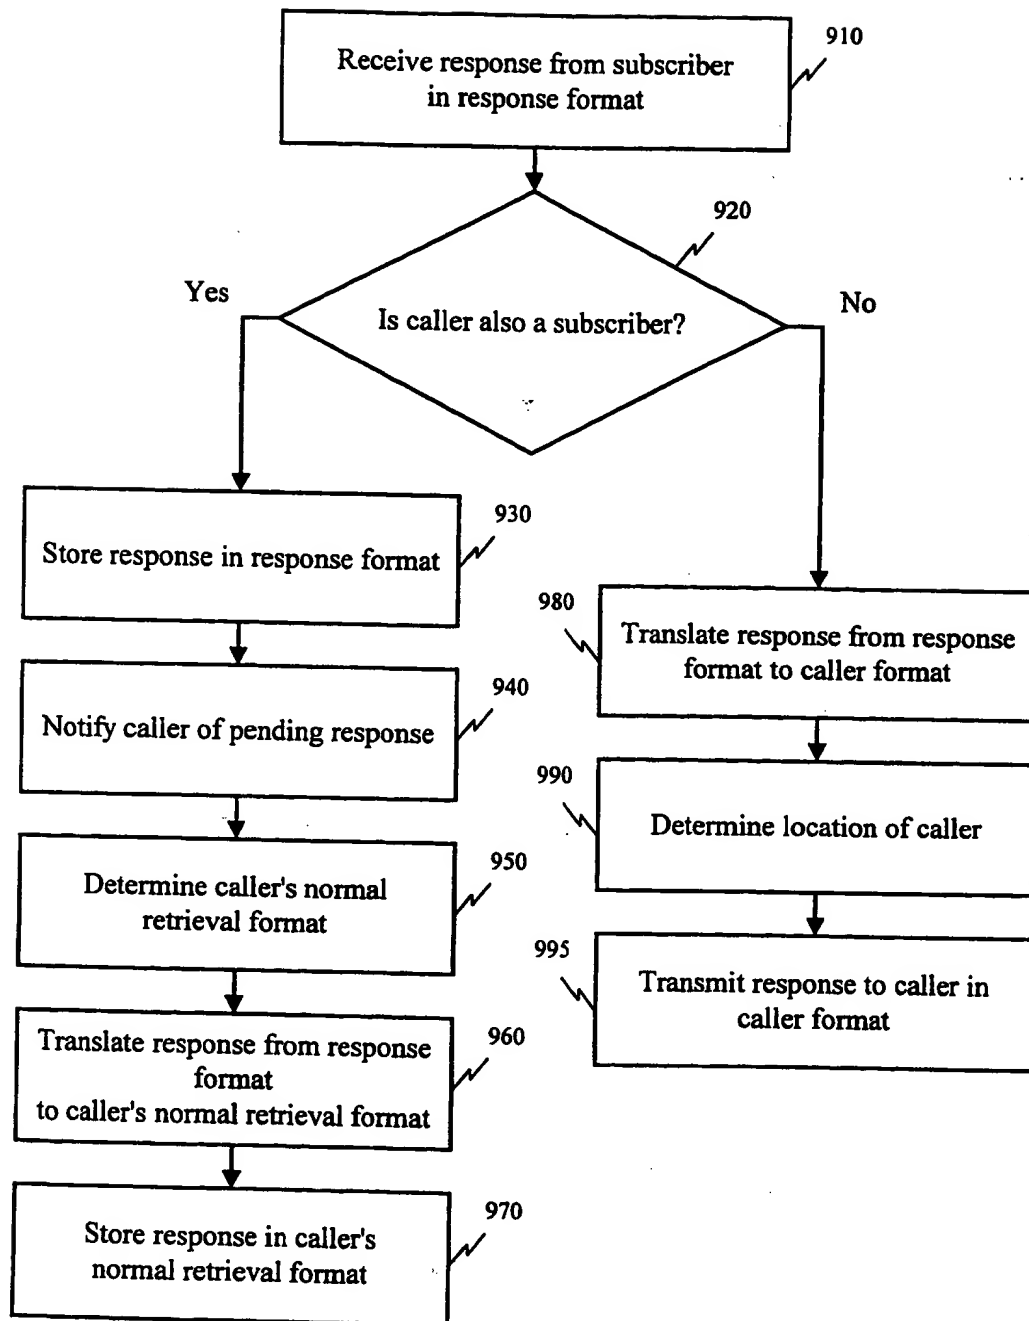 910
Receive response from subscriber
in response format
920
Yes
No
Is caller also a subscriber?
930
Store response in response format
940
Notify caller of pending response
950
Determine caller's normal
retrieval format
960
Translate response from response
format
to caller's normal retrieval format
970
Store response in caller's
normal retrieval format
980
Translate response from response
format to caller format
990
Determine location of caller
995
Transmit response to caller in
caller format